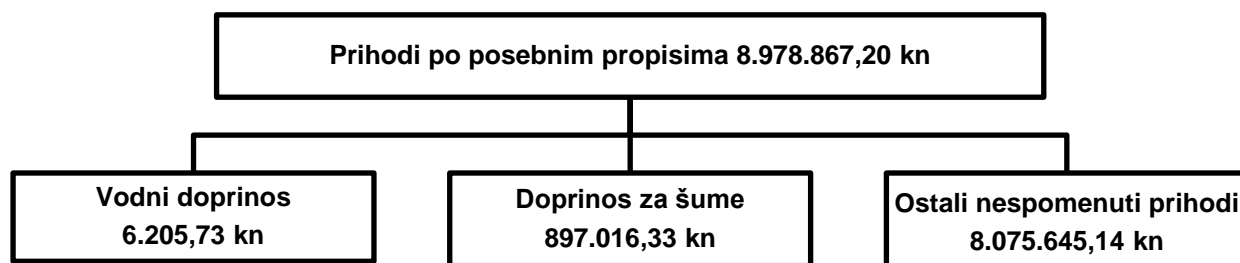 Prihodi po posebnim propisima 8.978.867,20 kn
Vodni doprinos
6.205,73 kn
Doprinos za šume
897.016,33 kn
Ostali nespomenuti prihodi
8.075.645,14 kn